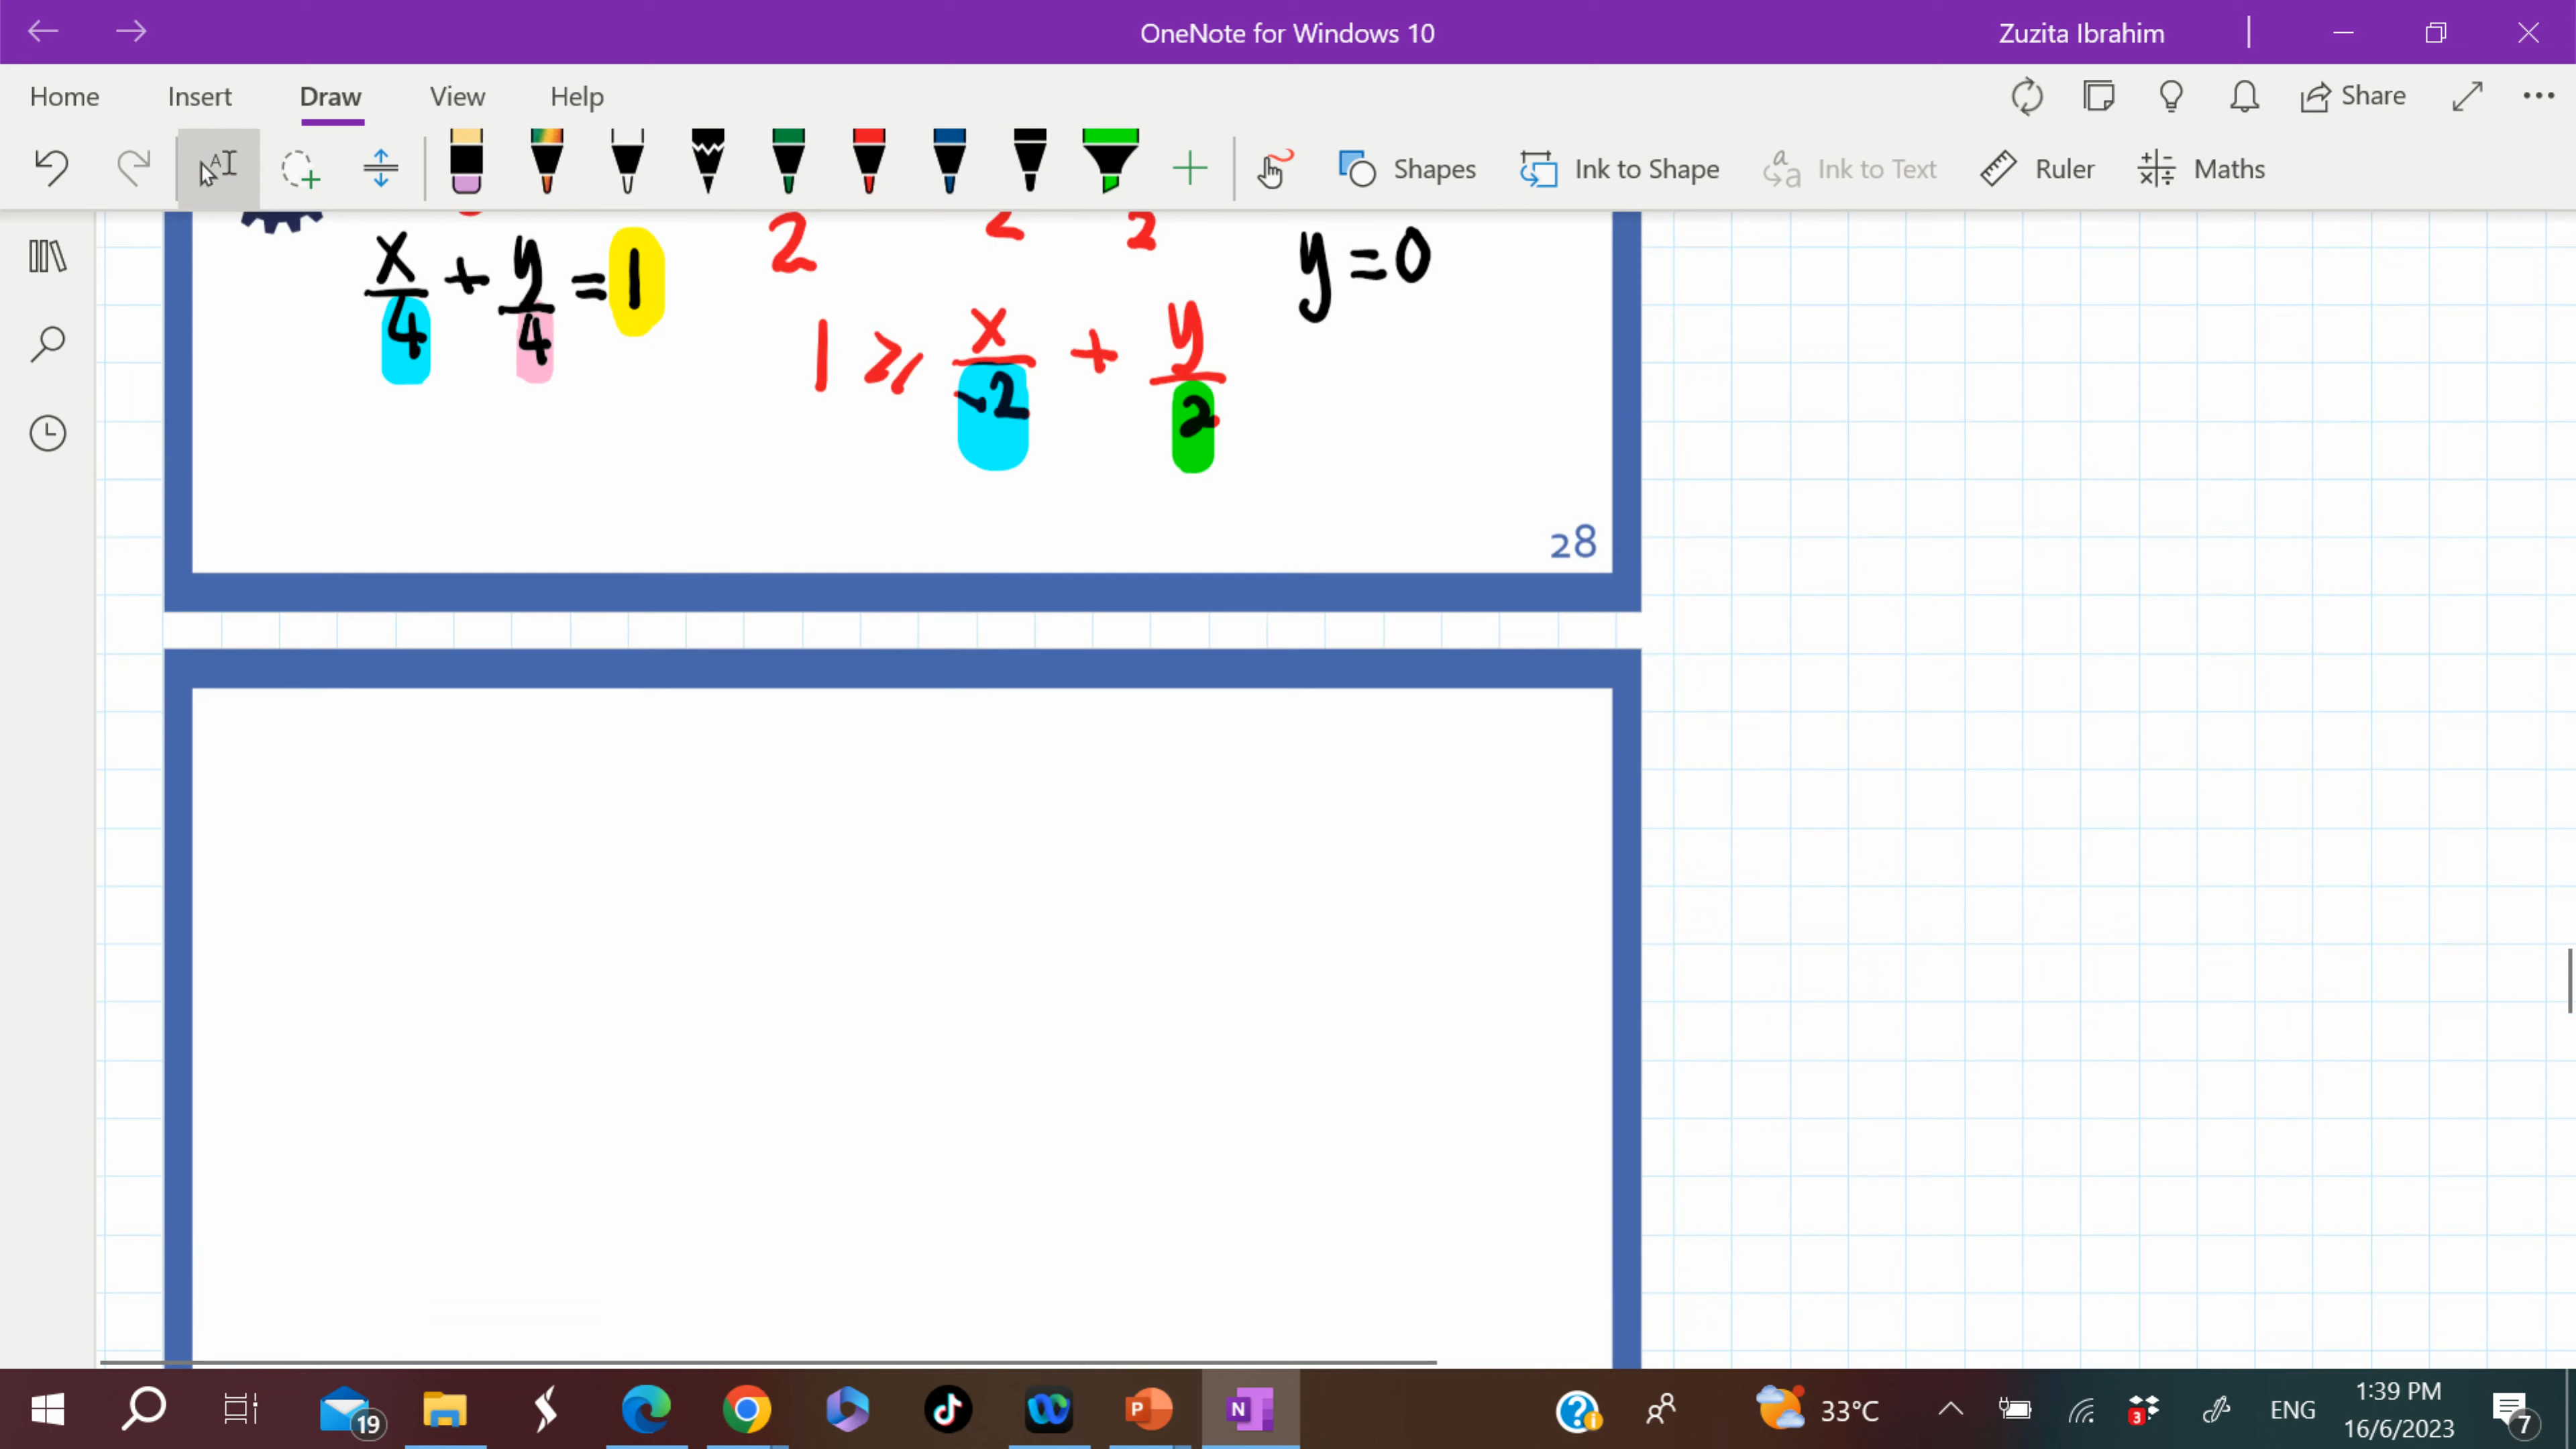 OneNote for Windows 10
Zuzita Ibrahim
Home Insert Draw View Help
Share
Shapes Ink to Shape Ink to Text Ruler Maths
2 2 2
x/4 + y/4 = 1
y = 0
1 ⩾ x/-2 + y/2
28
19
33°C
3
ENG
1:39 PM
16/6/2023
7